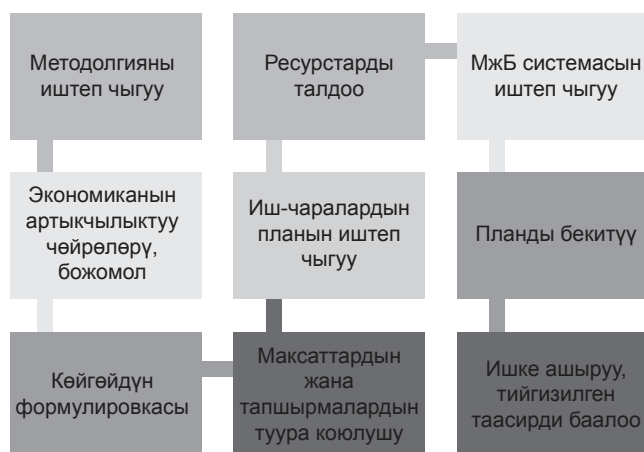 Методолгияны
иштеп чыгуу
Экономиканын
артыкчылыктуу
чөйрөлөрү,
божомол
Көйгөйдүн
формулировкасы
Максаттардын
жана
тапшырмалардын
туура коюлушу
Иш-чаралардын
планын иштеп
чыгуу
Ресурстарды
талдоо
МжБ системасын
иштеп чыгуу
Планды бекитүү
Ишке ашыруу,
тийгизилген
таасирди баалоо